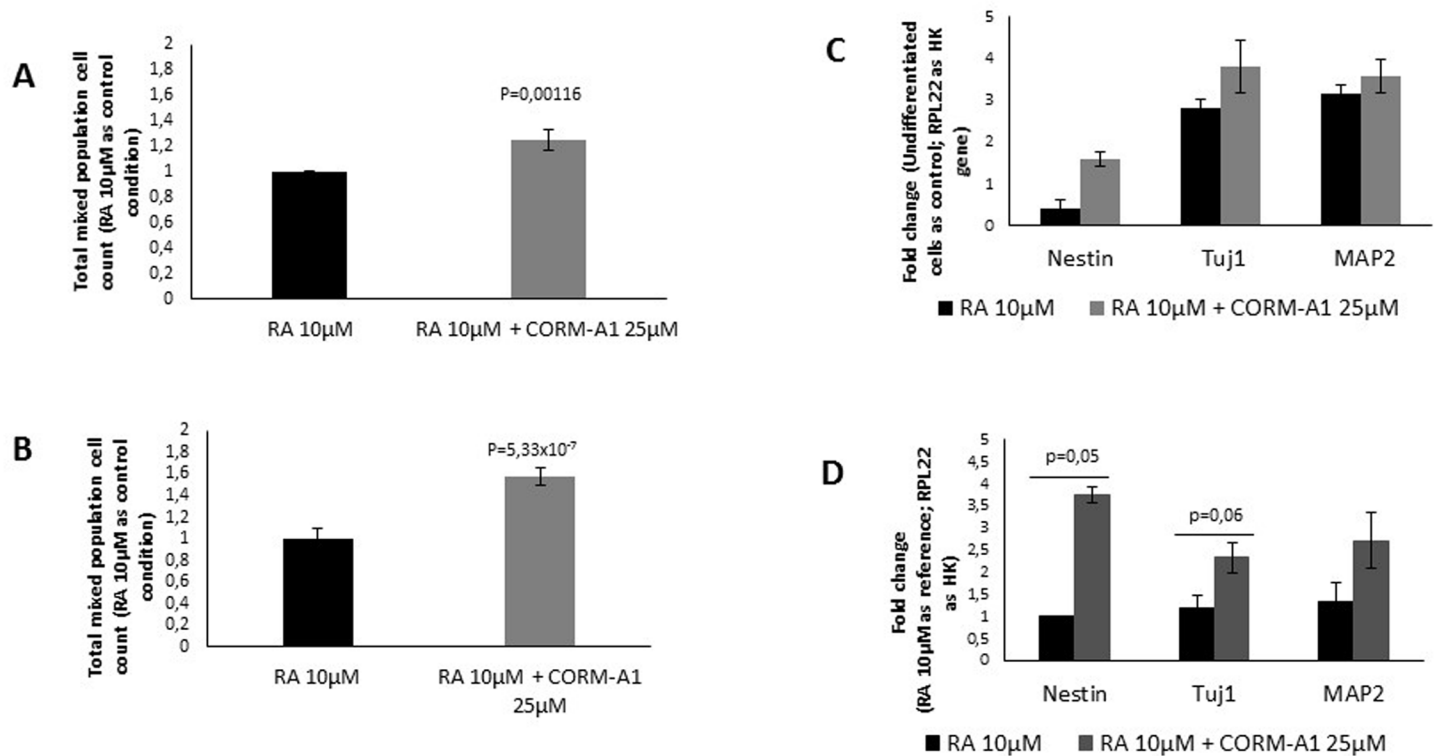 A
Total mixed population cell
count (RA 10µM as control
condition)
2
1,8
1,6
1,4
1,2
1
0,8
0,6
0,4
0,2
0
P=0,00116
RA 10µM
RA 10µM + CORM-A1 25µM
B
Total mixed population cell
count (RA 10µM as control
condition)
2
1,8
1,6
1,4
1,2
1
0,8
0,6
0,4
0,2
0
P=5,33x10⁻⁷
RA 10µM
RA 10µM + CORM-A1
25µM
C
Fold change (Undifferentiated
cells as control; RPL22 as HK
gene)
5
4
3
2
1
0
Nestin
Tuj1
MAP2
RA 10µM
RA 10µM + CORM-A1 25µM
D
Fold change
(RA 10µM as reference; RPL22
as HK)
5
4,5
4
3,5
3
2,5
2
1,5
1
0,5
0
p=0,05
p=0,06
Nestin
Tuj1
MAP2
RA 10µM
RA 10µM + CORM-A1 25µM